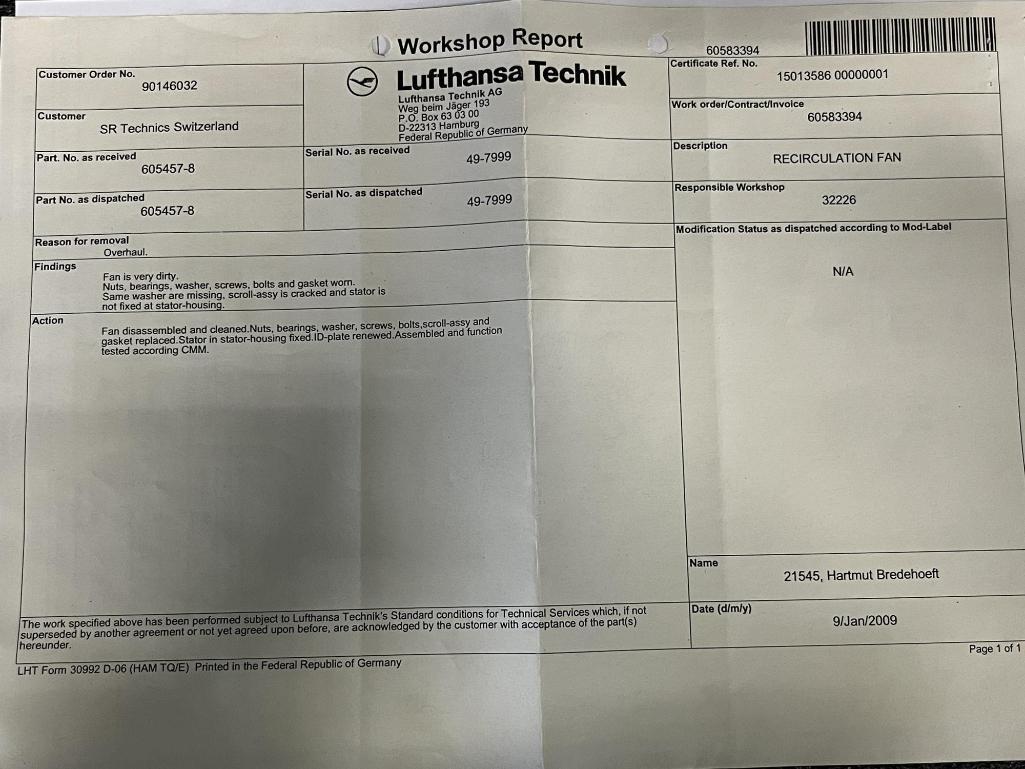 Workshop Report
60583394
Customer Order No.
90146032
Lufthansa Technik
Lufthansa Technik AG
Weg beim Jäger 193
P.O. Box 63 03 00
D-22313 Hamburg
Federal Republic of Germany
Certificate Ref. No.
15013586 00000001
Customer
SR Technics Switzerland
Work order/Contract/Invoice
60583394
Part. No. as received
605457-8
Serial No. as received
49-7999
Description
RECIRCULATION FAN
Part No. as dispatched
605457-8
Serial No. as dispatched
49-7999
Responsible Workshop
32226
Reason for removal
Overhaul.
Modification Status as dispatched according to Mod-Label
N/A
Findings
Fan is very dirty.
Nuts, bearings, washer, screws, bolts and gasket worn.
Same washer are missing, scroll-assy is cracked and stator is
not fixed at stator-housing.
Action
Fan disassembled and cleaned.Nuts, bearings, washer, screws, bolts,scroll-assy and
gasket replaced.Stator in stator-housing fixed.ID-plate renewed.Assembled and function
tested according CMM.
Name
21545, Hartmut Bredehoeft
The work specified above has been performed subject to Lufthansa Technik's Standard conditions for Technical Services which, if not
superseded by another agreement or not yet agreed upon before, are acknowledged by the customer with acceptance of the part(s)
hereunder.
Date (d/m/y)
9/Jan/2009
LHT Form 30992 D-06 (HAM TQ/E) Printed in the Federal Republic of Germany
Page 1 of 1